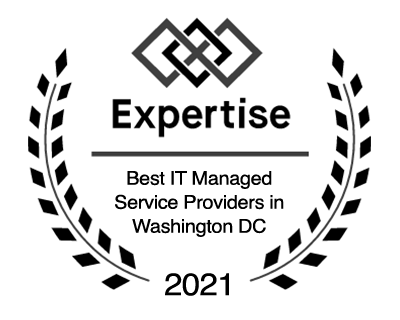 Expertise
Best IT Managed
Service Providers in
Washington DC
2021